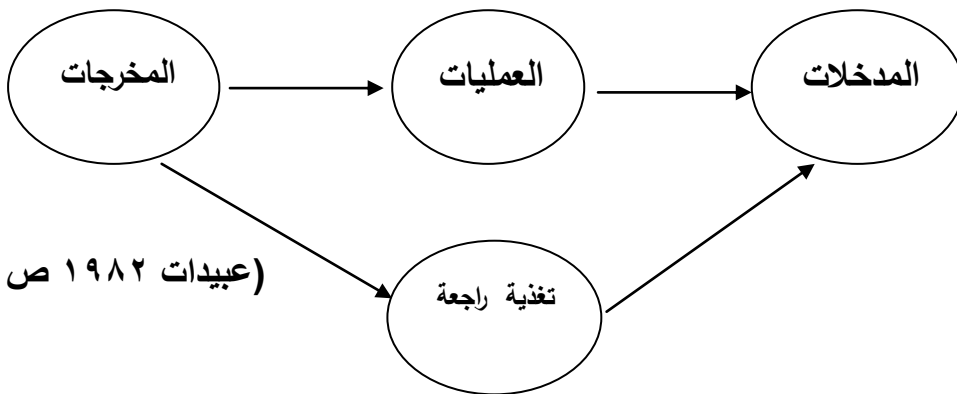 المدخلات
العمليات
المخرجات
تغذية راجعة
(عبيدات ١٩٨٢ ص